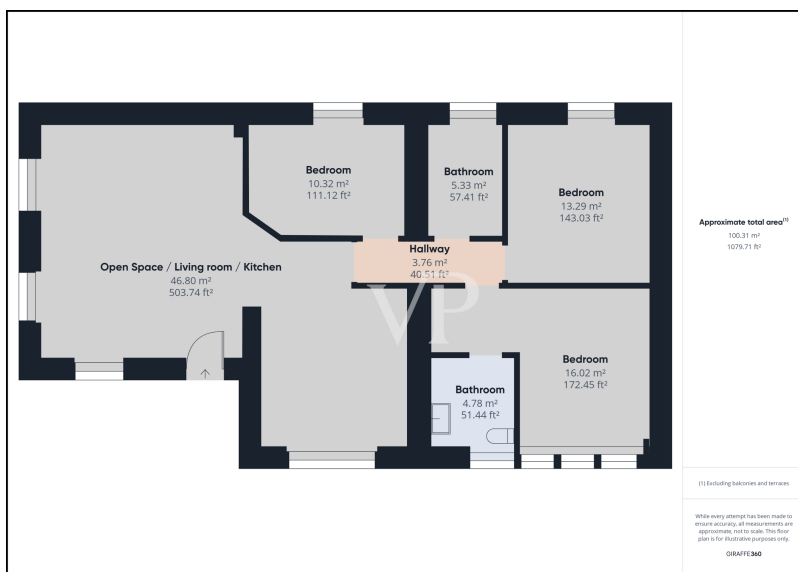 Bedroom
10.32 m²
111.12 ft²
Bathroom
5.33 m²
57.41 ft²
Bedroom
13.29 m²
143.03 ft²
Hallway
3.76 m²
40.51 ft²
Open Space / Living room / Kitchen
46.80 m²
503.74 ft²
VP
Bedroom
16.02 m²
172.45 ft²
Bathroom
4.78 m²
51.44 ft²
Approximate total area⁽¹⁾
100.31 m²
1079.71 ft²
(1) Excluding balconies and terraces
While every attempt has been made to
ensure accuracy, all measurements are
approximate, not to scale. This floor
plan is for illustrative purposes only.
GIRAFFE360